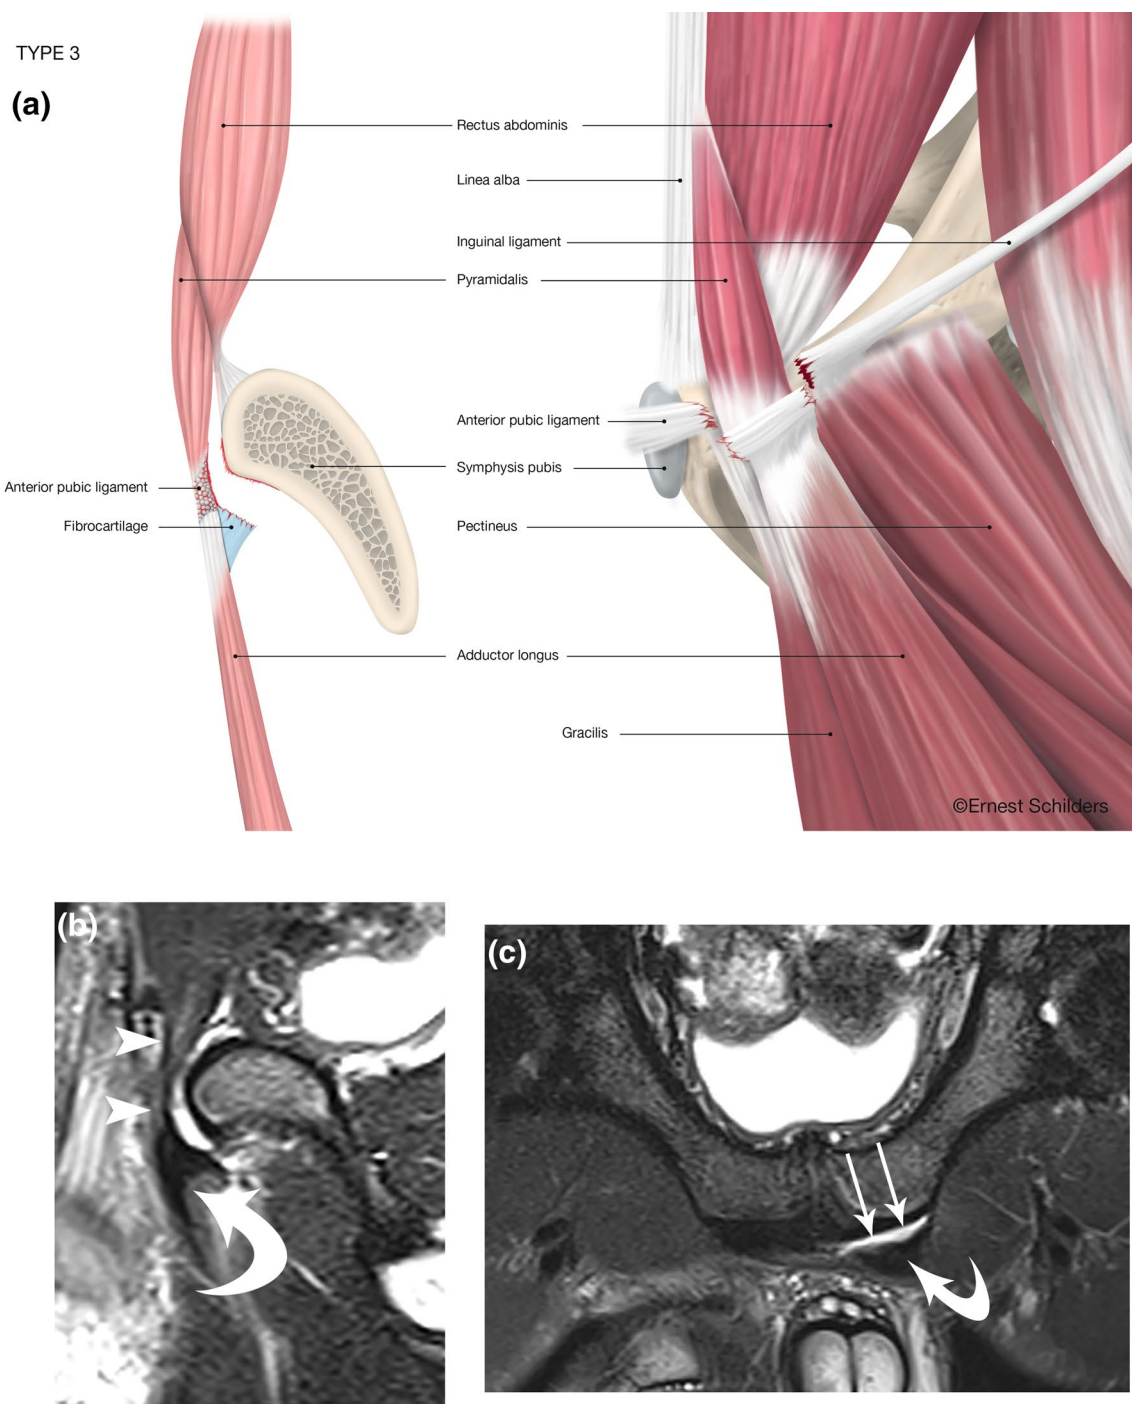 TYPE 3
(a)
Rectus abdominis
Linea alba
Inguinal ligament
Pyramidalis
Anterior pubic ligament
Symphysis pubis
Anterior pubic ligament
Fibrocartilage
Pectineus
Adductor longus
Gracilis
©Ernest Schilders
(b)
(c)